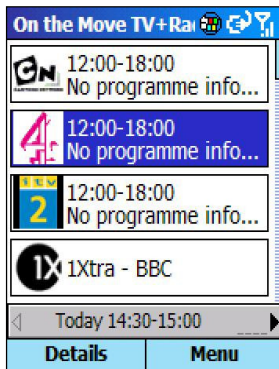 On the Move TV+Ra
CN
CARTOON NETWORK
12:00-18:00
No programme info...
4
12:00-18:00
No programme info...
itv
2
12:00-18:00
No programme info...
1X
1Xtra - BBC
Today 14:30-15:00
Details
Menu